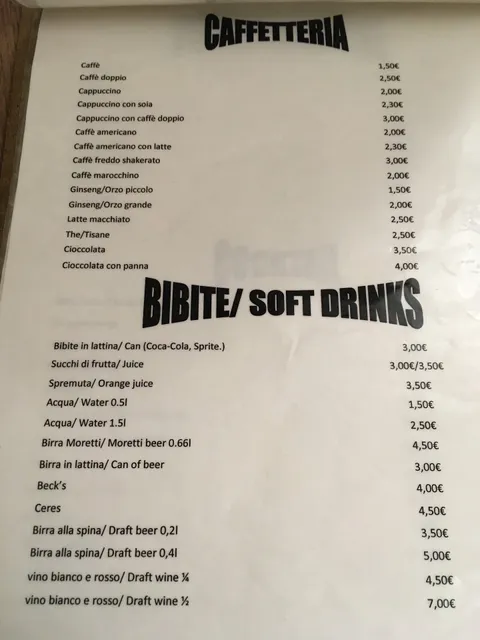 CAFFETTERIA
Caffè 1,50€
Caffè doppio 2,50€
Cappuccino 2,00€
Cappuccino con soia 2,30€
Cappuccino con caffè doppio 3,00€
Caffè americano 2,00€
Caffè americano con latte 2,30€
Caffè freddo shakerato 3,00€
Caffè marocchino 2,00€
Ginseng/Orzo piccolo 1,50€
Ginseng/Orzo grande 2,00€
Latte macchiato 2,50€
The/Tisane 2,50€
Cioccolata 3,50€
Cioccolata con panna 4,00€
BIBITE/ SOFT DRINKS
Bibite in lattina/ Can (Coca-Cola, Sprite.) 3,00€
Succhi di frutta/ Juice 3,00€/3,50€
Spremuta/ Orange juice 3,50€
Acqua/ Water 0.5l 1,50€
Acqua/ Water 1.5l 2,50€
Birra Moretti/ Moretti beer 0.66l 4,50€
Birra in lattina/ Can of beer 3,00€
Beck's 4,00€
Ceres 4,50€
Birra alla spina/ Draft beer 0,2l 3,50€
Birra alla spina/ Draft beer 0,4l 5,00€
vino bianco e rosso/ Draft wine ¼ 4,50€
vino bianco e rosso/ Draft wine ½ 7,00€